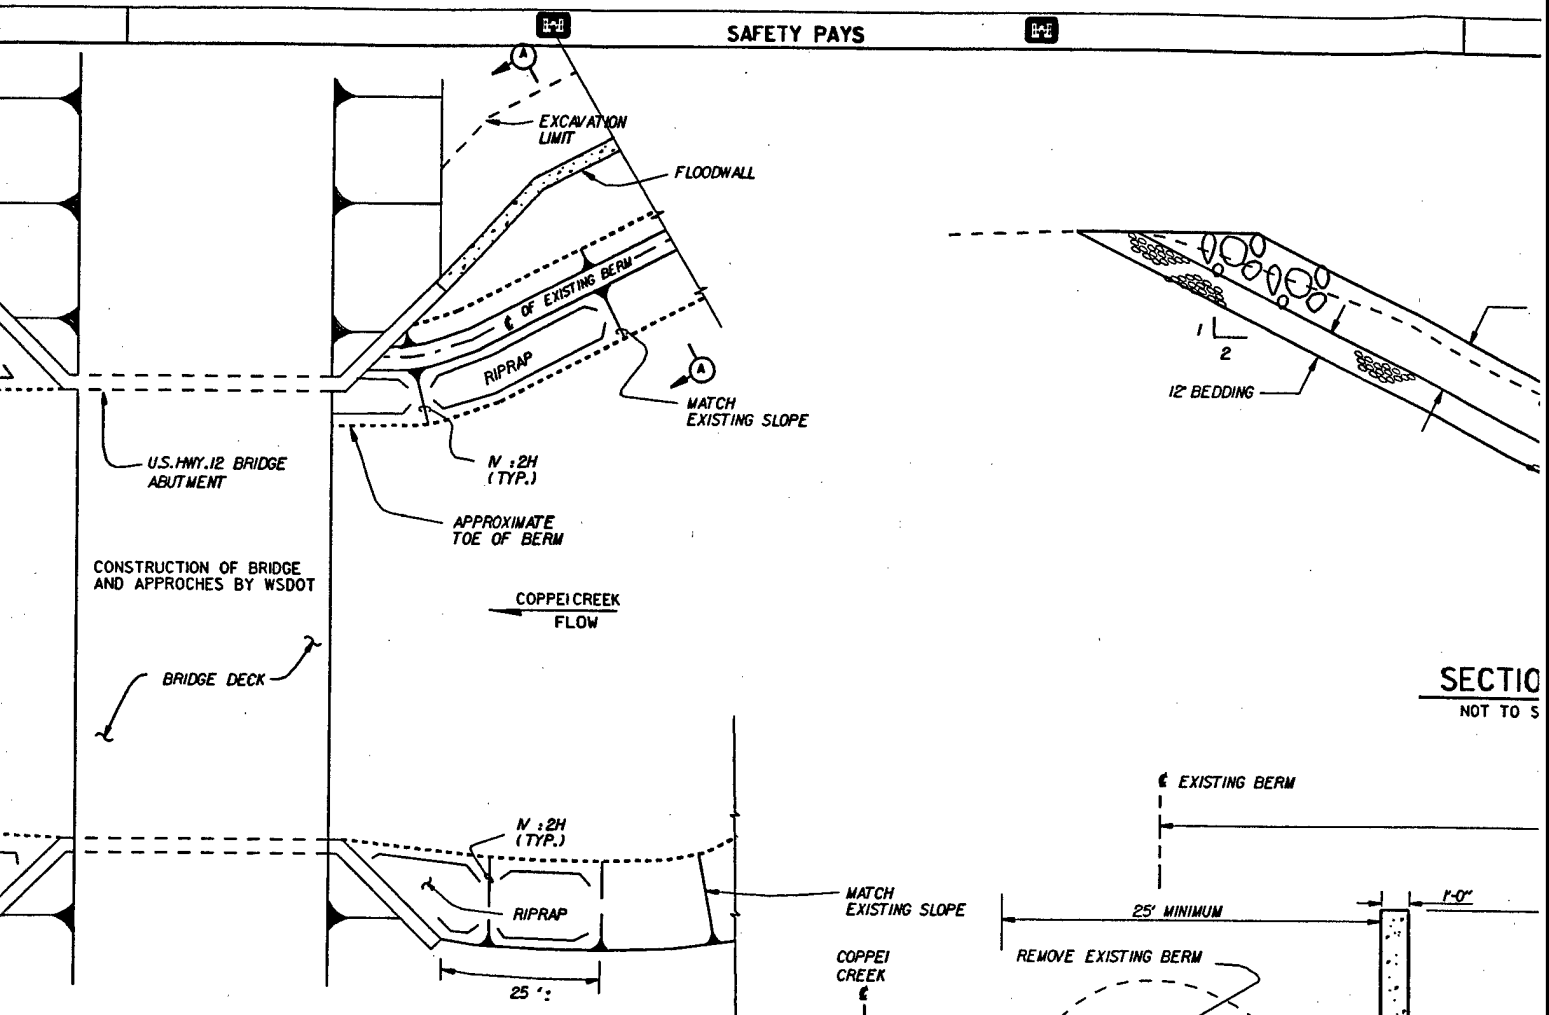 SAFETY PAYS
A
EXCAVATION
LIMIT
FLOODWALL
℄ OF EXISTING BERM
RIPRAP
A
MATCH
EXISTING SLOPE
1
2
12" BEDDING
U.S.HWY.12 BRIDGE
ABUTMENT
1V :2H
(TYP.)
APPROXIMATE
TOE OF BERM
CONSTRUCTION OF BRIDGE
AND APPROCHES BY WSDOT
COPPEI CREEK
FLOW
BRIDGE DECK
SECTIO
NOT TO S
℄ EXISTING BERM
1V :2H
(TYP.)
RIPRAP
MATCH
EXISTING SLOPE
25' MINIMUM
1'-0"
COPPEI
CREEK
℄
REMOVE EXISTING BERM
25 '±